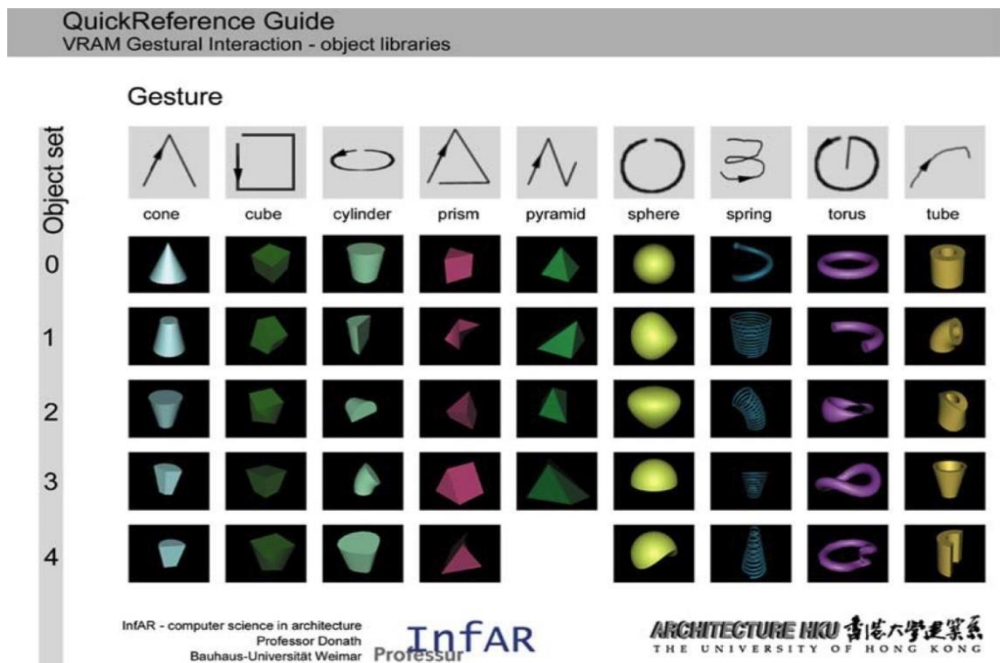 QuickReference Guide
VRAM Gestural Interaction - object libraries
Gesture
Object set
cone cube cylinder prism pyramid sphere spring torus tube
0
1
2
3
4
InfAR - computer science in architecture
Professor Donath
Bauhaus-Universität Weimar
InfAR
Professur
ARCHITECTURE HKU 香港大學建築系
THE UNIVERSITY OF HONG KONG